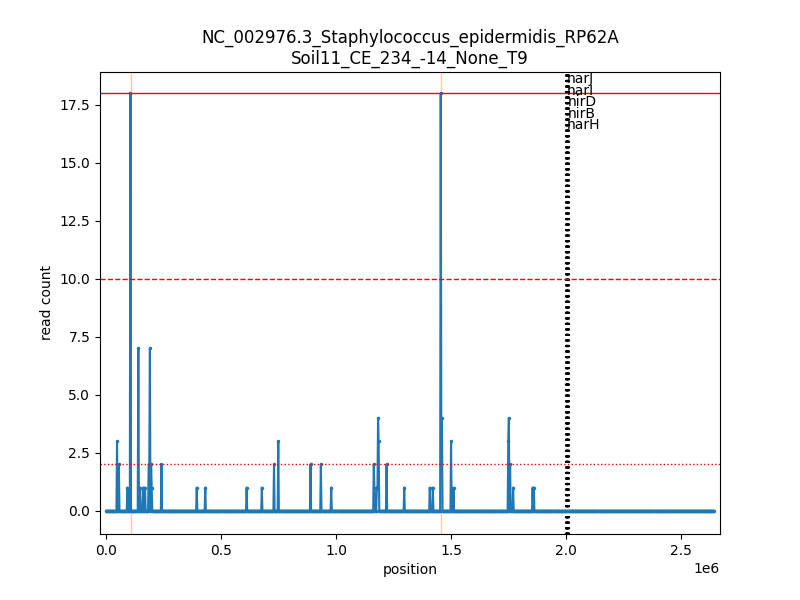 NC_002976.3_Staphylococcus_epidermidis_RP62A
Soil11_CE_234_-14_None_T9
narJ
narI
nirD
nirB
narH
17.5
15.0
12.5
10.0
7.5
5.0
2.5
0.0
read count
0.0
0.5
1.0
1.5
2.0
2.5
1e6
position